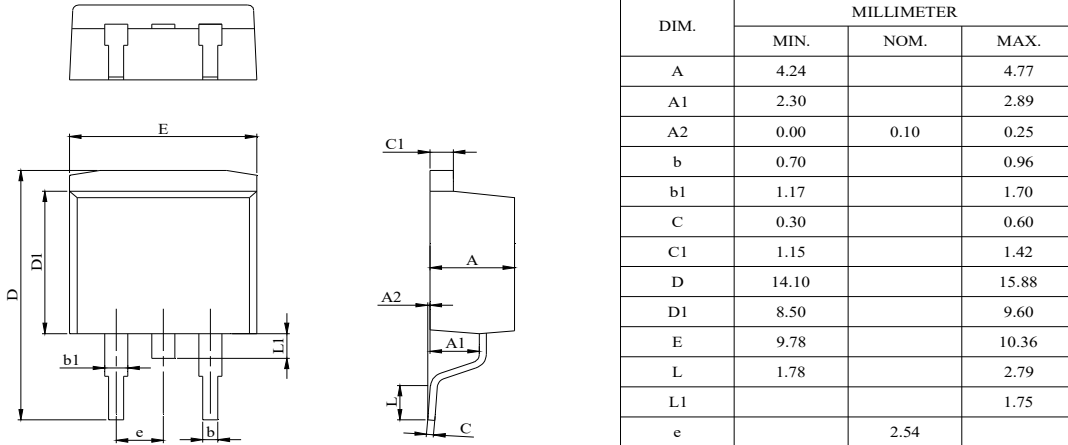 E
D
D1
b1
L1
e
b
C1
A
A2
A1
L
C
DIM. MILLIMETER
MIN. NOM. MAX.
A 4.24 4.77
A1 2.30 2.89
A2 0.00 0.10 0.25
b 0.70 0.96
b1 1.17 1.70
C 0.30 0.60
C1 1.15 1.42
D 14.10 15.88
D1 8.50 9.60
E 9.78 10.36
L 1.78 2.79
L1 1.75
e 2.54